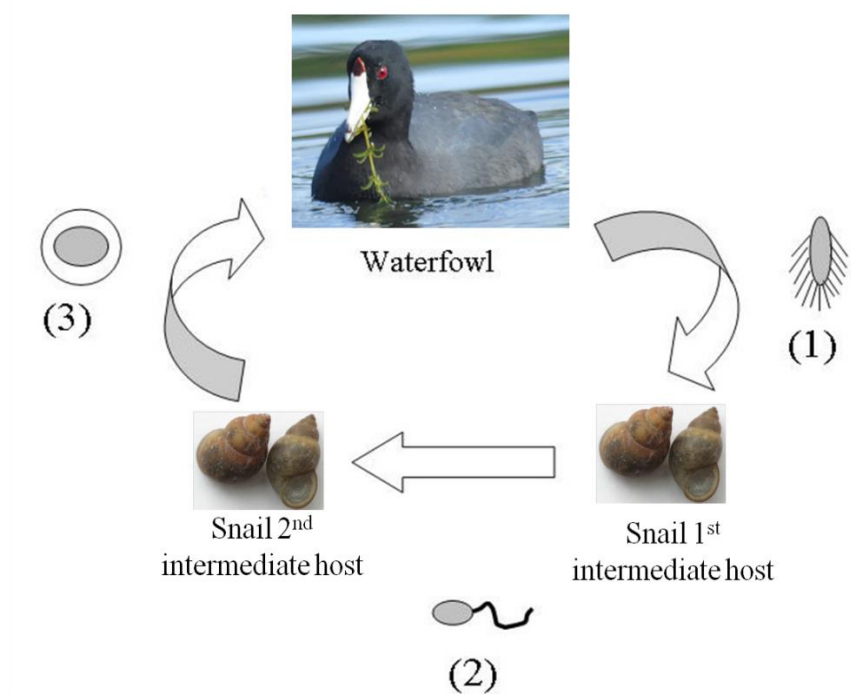 Waterfowl
(3)
(1)
Snail 2nd
intermediate host
Snail 1st
intermediate host
(2)